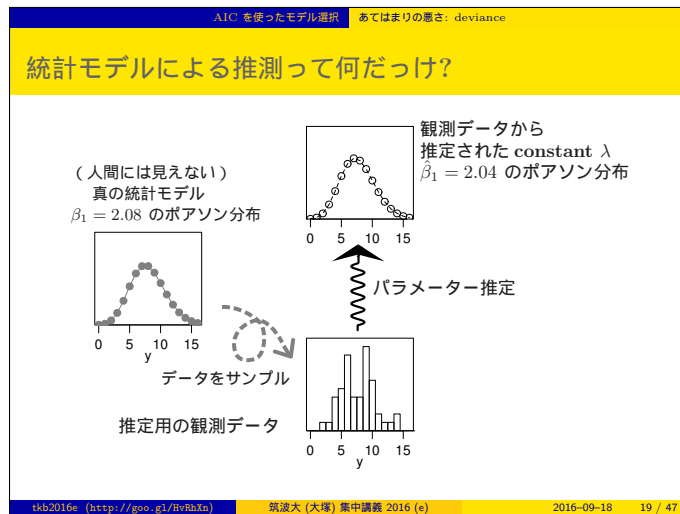 AIC を使ったモデル選択 あてはまりの悪さ: deviance
統計モデルによる推測って何だっけ?
観測データから
推定された constant λ
β̂₁ = 2.04 のポアソン分布
( 人間には見えない )
真の統計モデル
β₁ = 2.08 のポアソン分布
0 5 10 15
パラメーター推定
0 5 10 15
y
データをサンプル
推定用の観測データ
0 5 10 15
y
tkb2016e (http://goo.gl/HvRhXn) 筑波大 (大塚) 集中講義 2016 (e) 2016-09-18 19 / 47